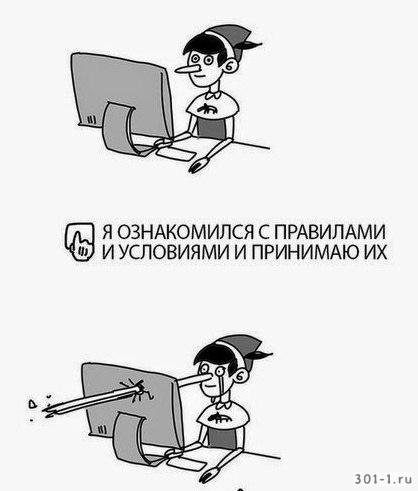 Я ОЗНАКОМИЛСЯ С ПРАВИЛАМИ
И УСЛОВИЯМИ И ПРИНИМАЮ ИХ
301-1.ru